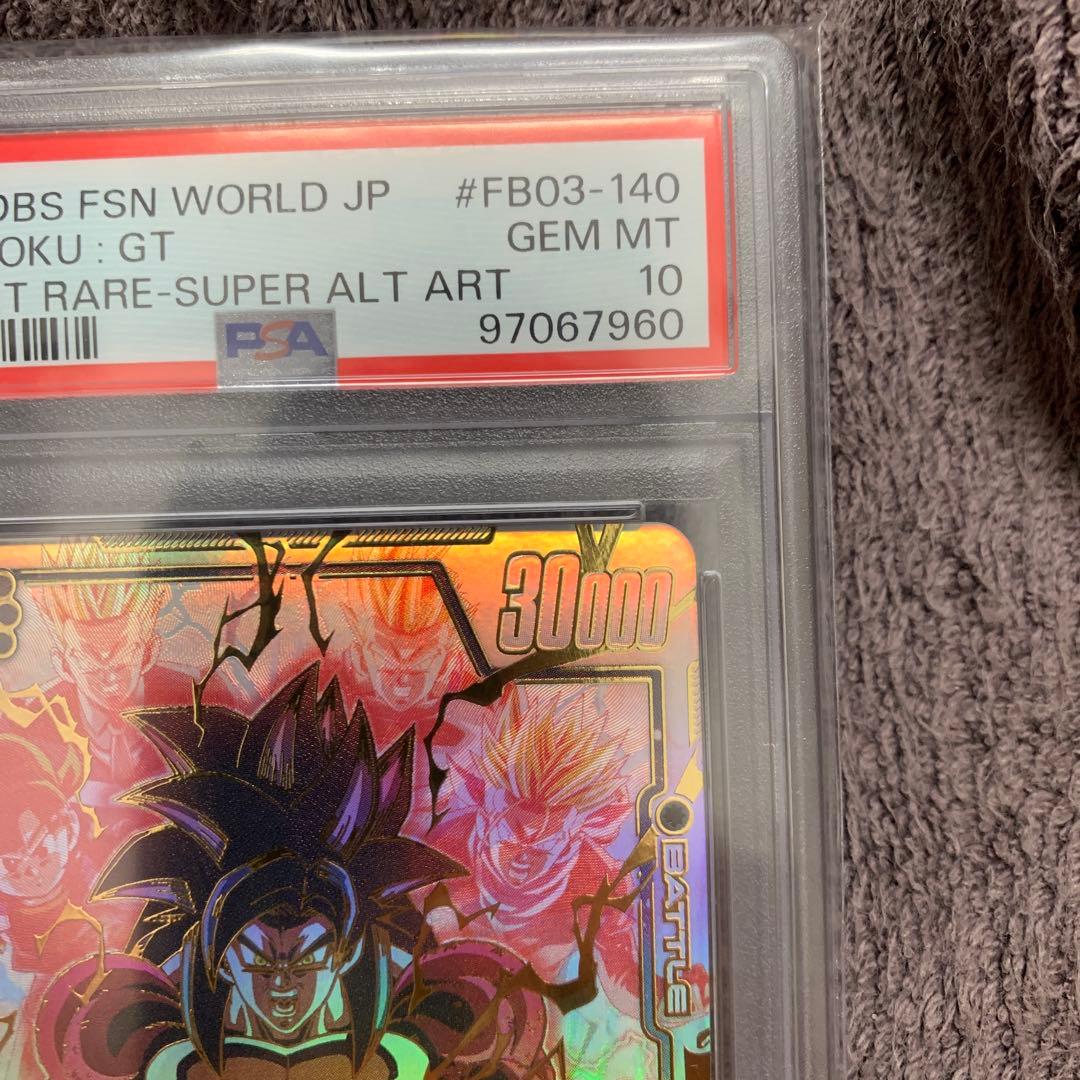 DBS FSN WORLD JP #FB03-140
OKU : GT GEM MT
T RARE-SUPER ALT ART 10
PSA 97067960
30000
BATTLE